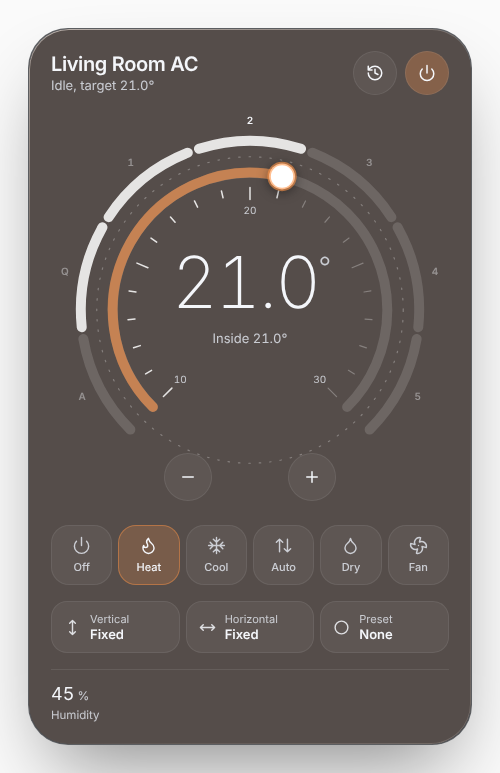 Living Room AC
Idle, target 21.0°
2
1
3
20
Q
4
21.0°
Inside 21.0°
10
30
A
5
−
+
Off
Heat
Cool
Auto
Dry
Fan
Vertical
Fixed
Horizontal
Fixed
Preset
None
45 %
Humidity